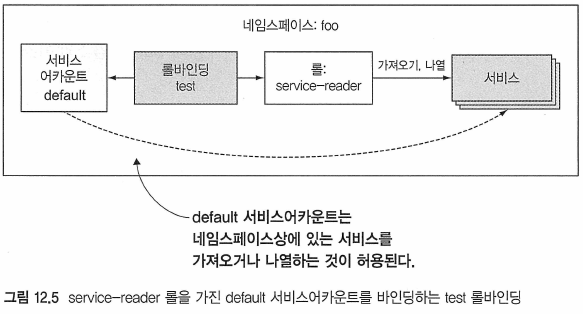 네임스페이스: foo
서비스
어카운트
default
롤바인딩
test
롤:
service-reader
가져오기, 나열
서비스
default 서비스어카운트는
네임스페이스상에 있는 서비스를
가져오거나 나열하는 것이 허용된다.
그림 12.5 service-reader 롤을 가진 default 서비스어카운트를 바인딩하는 test 롤바인딩